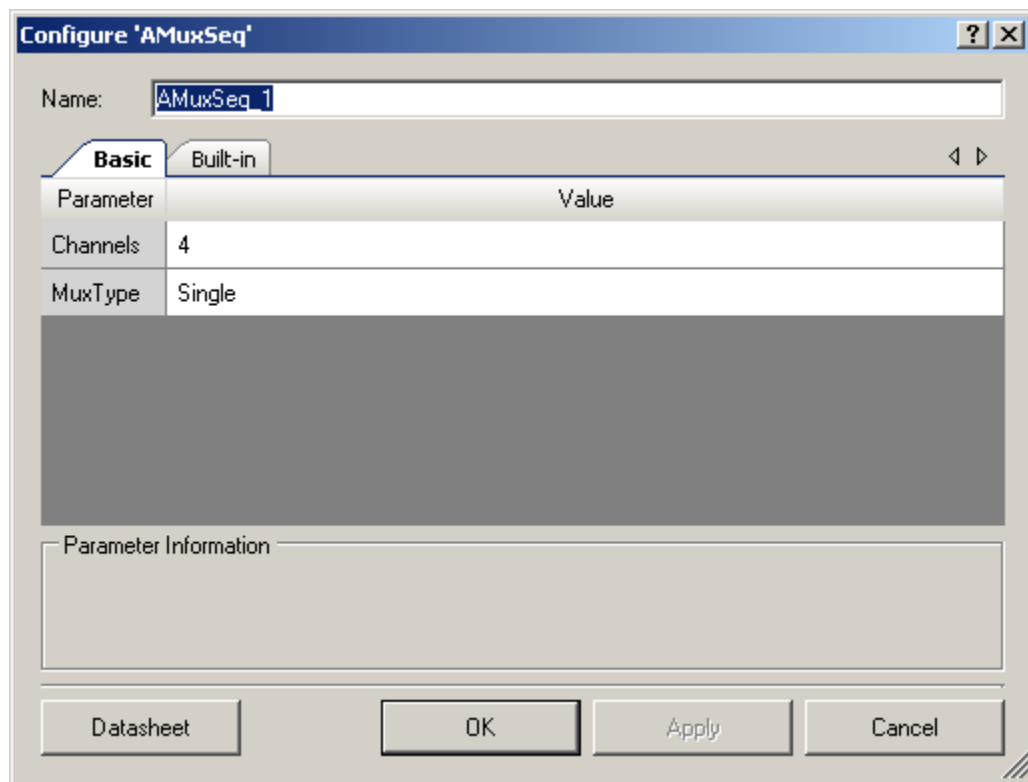 Configure 'AMuxSeq'
Name: AMuxSeq_1
Basic Built-in
Parameter Value
Channels 4
MuxType Single
Parameter Information
Datasheet OK Apply Cancel